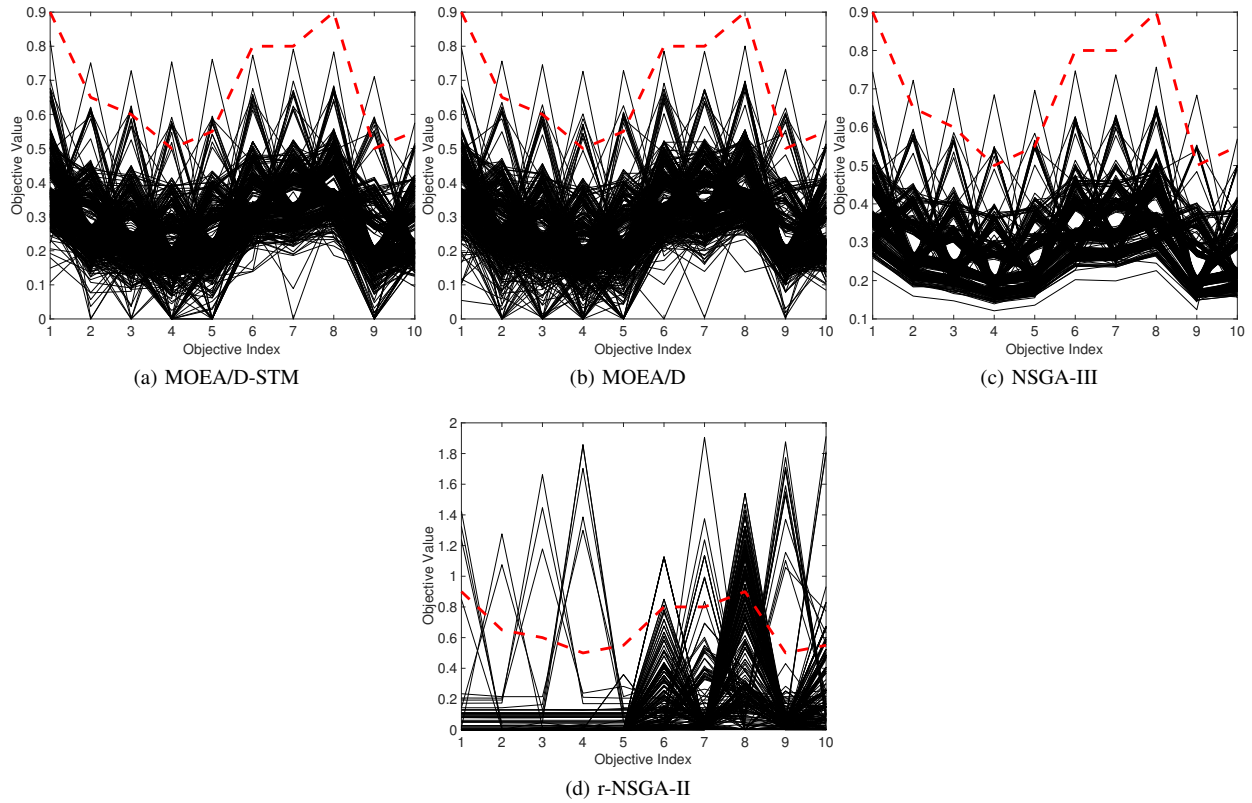 0.9
0.8
0.7
0.6
0.5
0.4
0.3
0.2
0.1
0
Objective Value
1 2 3 4 5 6 7 8 9 10
Objective Index
(a) MOEA/D-STM
0.9
0.8
0.7
0.6
0.5
0.4
0.3
0.2
0.1
0
Objective Value
1 2 3 4 5 6 7 8 9 10
Objective Index
(b) MOEA/D
0.9
0.8
0.7
0.6
0.5
0.4
0.3
0.2
0.1
Objective Value
1 2 3 4 5 6 7 8 9 10
Objective Index
(c) NSGA-III
2
1.8
1.6
1.4
1.2
1
0.8
0.6
0.4
0.2
0
Objective Value
1 2 3 4 5 6 7 8 9 10
Objective Index
(d) r-NSGA-II